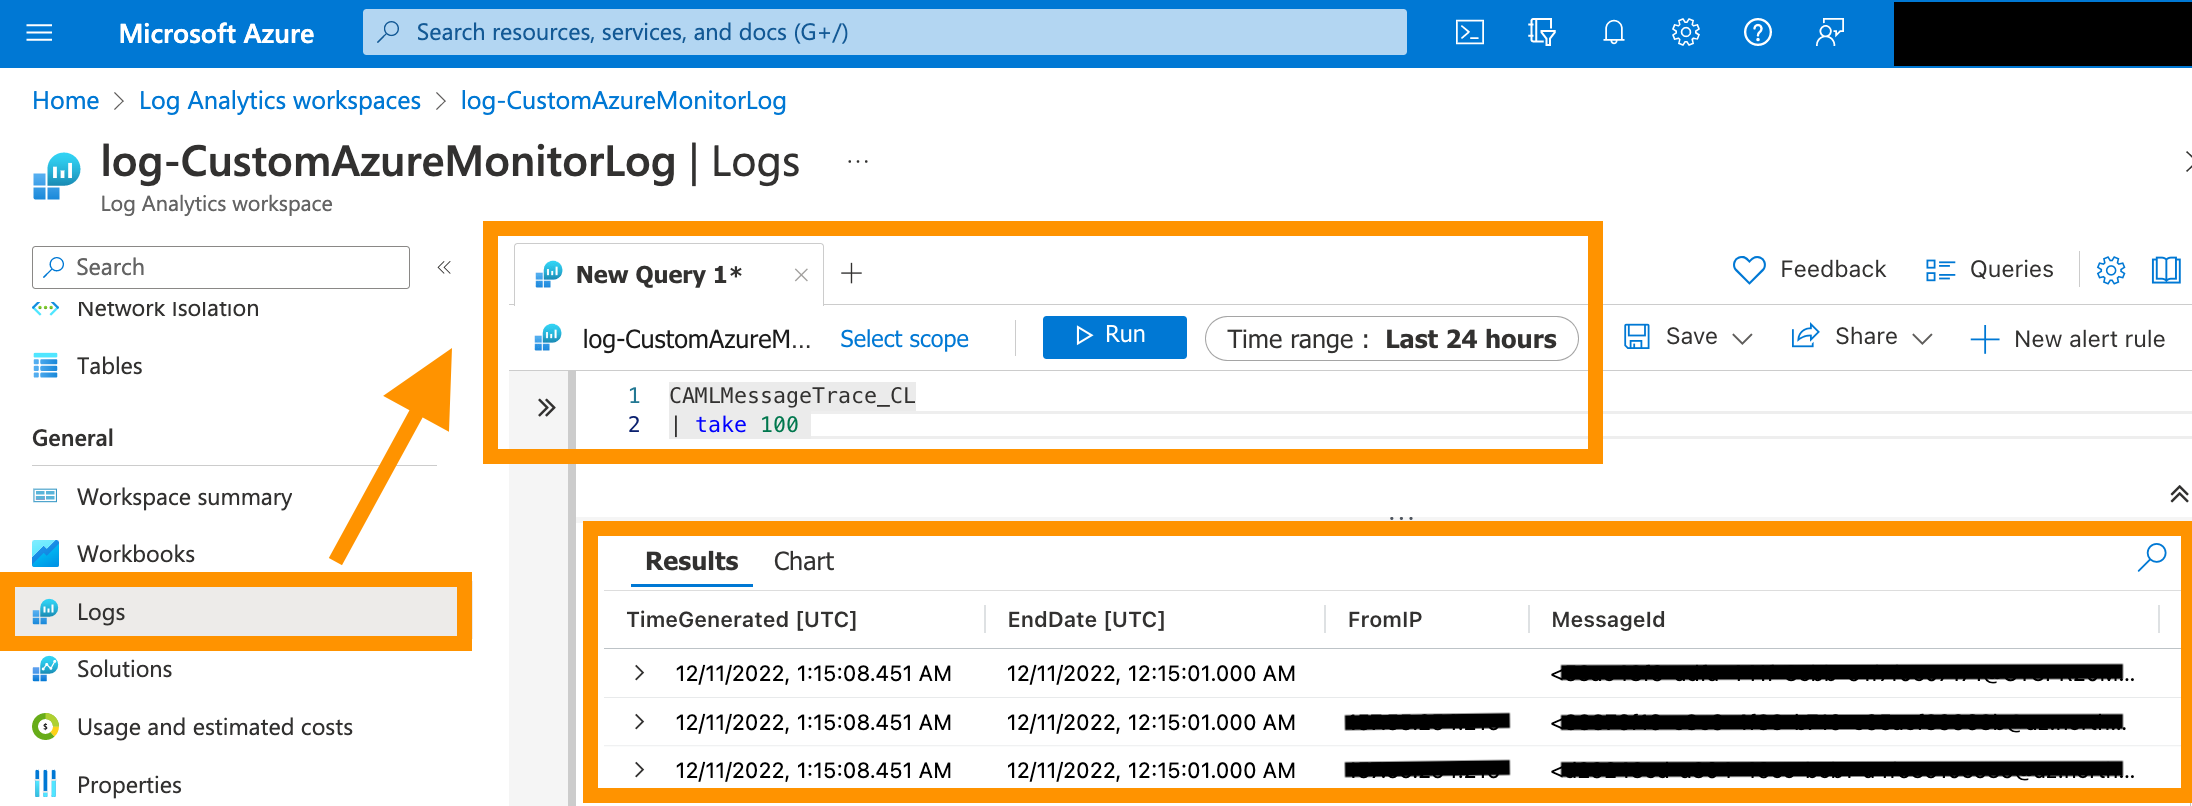 Microsoft Azure
Search resources, services, and docs (G+/)
Home > Log Analytics workspaces > log-CustomAzureMonitorLog
log-CustomAzureMonitorLog | Logs ...
Log Analytics workspace
Search
«
Network Isolation
Tables
General
Workspace summary
Workbooks
Logs
Solutions
Usage and estimated costs
Properties
New Query 1*
Feedback
Queries
log-CustomAzureM...
Select scope
Run
Time range : Last 24 hours
Save
Share
New alert rule
1 CAMLMessageTrace_CL
2 | take 100
...
Results
Chart
TimeGenerated [UTC] EndDate [UTC] FromIP MessageId
12/11/2022, 1:15:08.451 AM 12/11/2022, 12:15:01.000 AM
12/11/2022, 1:15:08.451 AM 12/11/2022, 12:15:01.000 AM
12/11/2022, 1:15:08.451 AM 12/11/2022, 12:15:01.000 AM